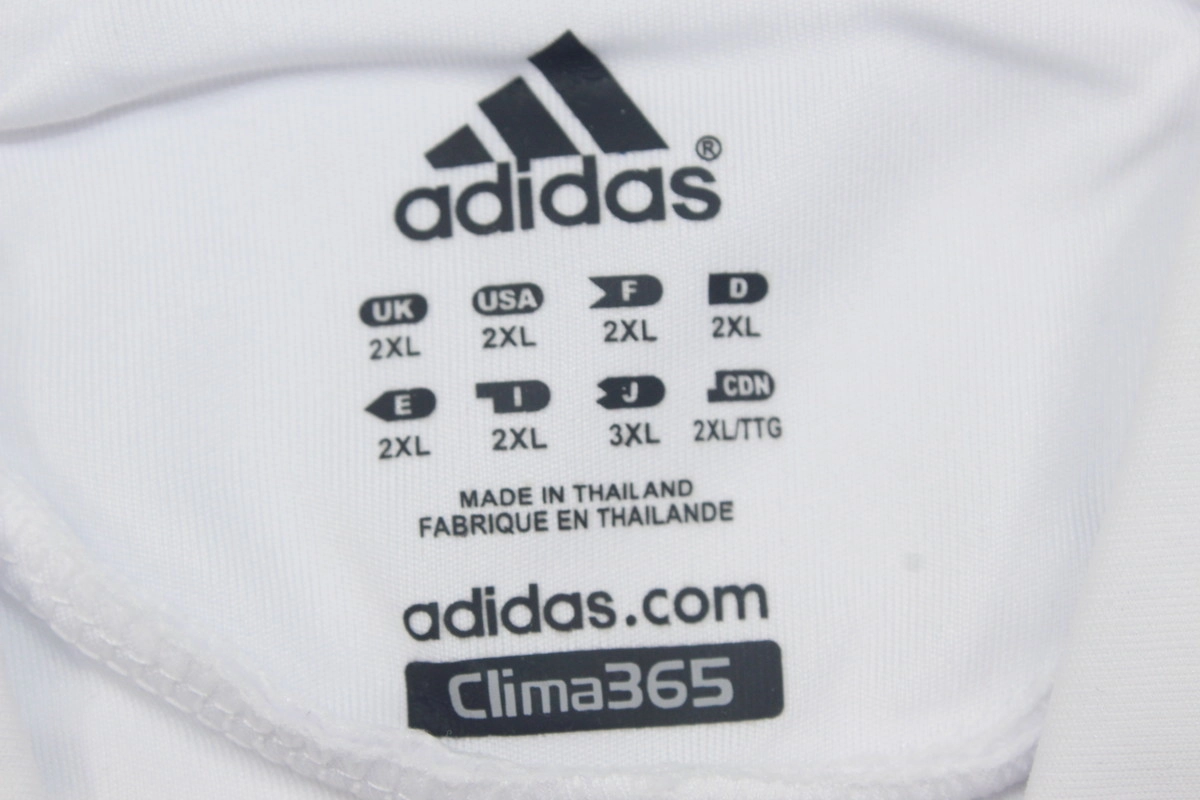 adidas®
UK USA F D
2XL 2XL 2XL 2XL
E I J CDN
2XL 2XL 3XL 2XL/TTG
MADE IN THAILAND
FABRIQUE EN THAILANDE
adidas.com
Clima365